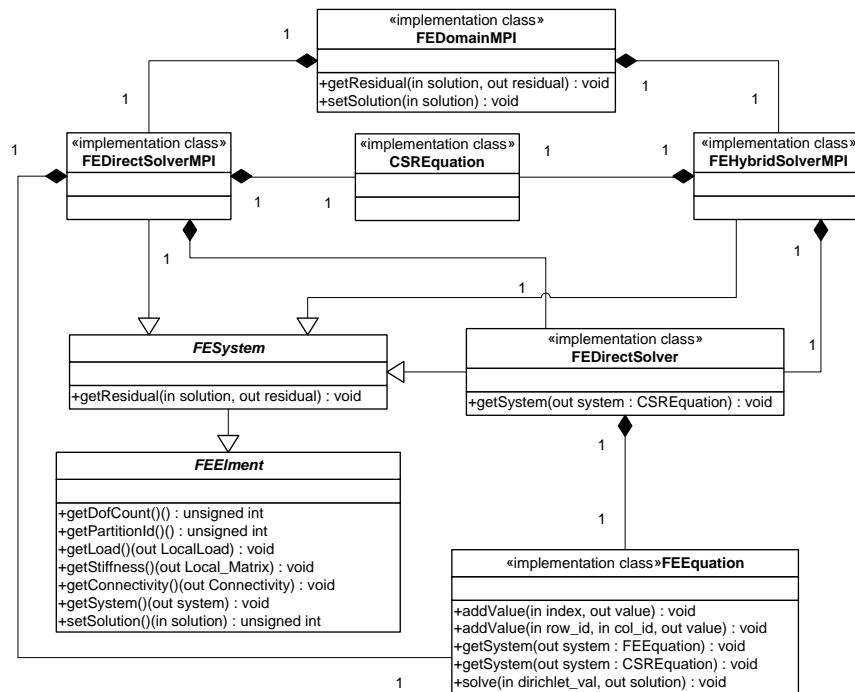 «implementation class»
FEDomainMPI
+getResidual(in solution, out residual) : void
+setSolution(in solution) : void
1
1
1
1
1
«implementation class»
FEDirectSolverMPI
1
1
«implementation class»
CSREquation
1
1
«implementation class»
FEHybridSolverMPI
1
1
1
1
FESystem
+getResidual(in solution, out residual) : void
«implementation class»
FEDirectSolver
+getSystem(out system : CSREquation) : void
1
FEElment
+getDofCount()() : unsigned int
+getPartitionId()() : unsigned int
+getLoad()(out LocalLoad) : void
+getStiffness()(out Local_Matrix) : void
+getConnectivity()(out Connectivity) : void
+getSystem()(out system) : void
+setSolution()(in solution) : unsigned int
1
1
«implementation class»FEEquation
+addValue(in index, out value) : void
+addValue(in row_id, in col_id, out value) : void
+getSystem(out system : FEEquation) : void
+getSystem(out system : CSREquation) : void
+solve(in dirichlet_val, out solution) : void
1